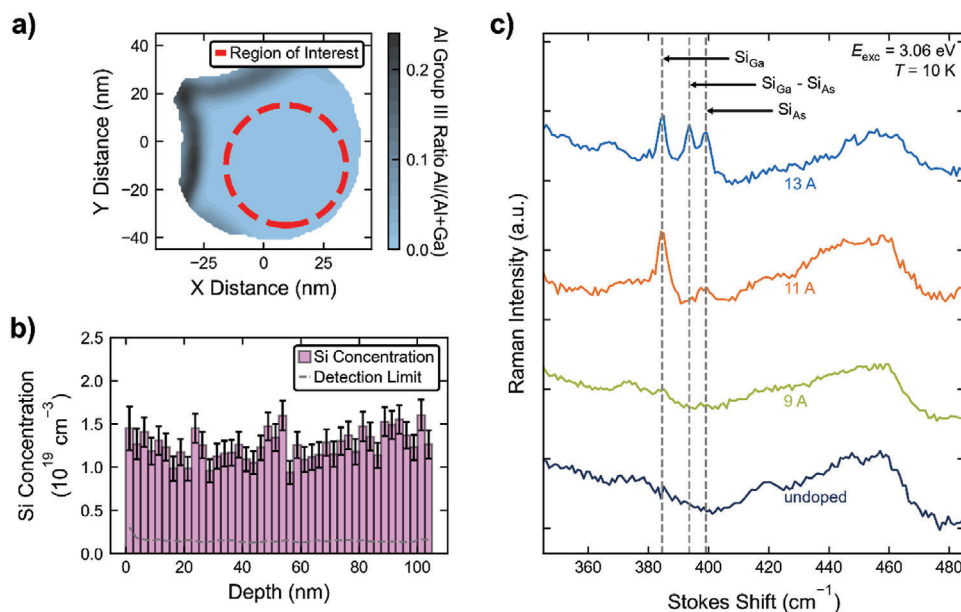 a)
Region of Interest
Y Distance (nm)
40
20
0
−20
−40
−25
0
25
X Distance (nm)
0.2
0.1
0.0
Al Group III Ratio Al/(Al+Ga)
b)
Si Concentration
Detection Limit
Si Concentration
(10¹⁹ cm⁻³)
2.5
2.0
1.5
1.0
0.5
0.0
0
20
40
60
80
100
Depth (nm)
c)
E_exc = 3.06 eV
T = 10 K
Si_Ga
Si_Ga - Si_As
Si_As
13 A
11 A
9 A
undoped
Raman Intensity (a.u.)
360
380
400
420
440
460
480
Stokes Shift (cm⁻¹)